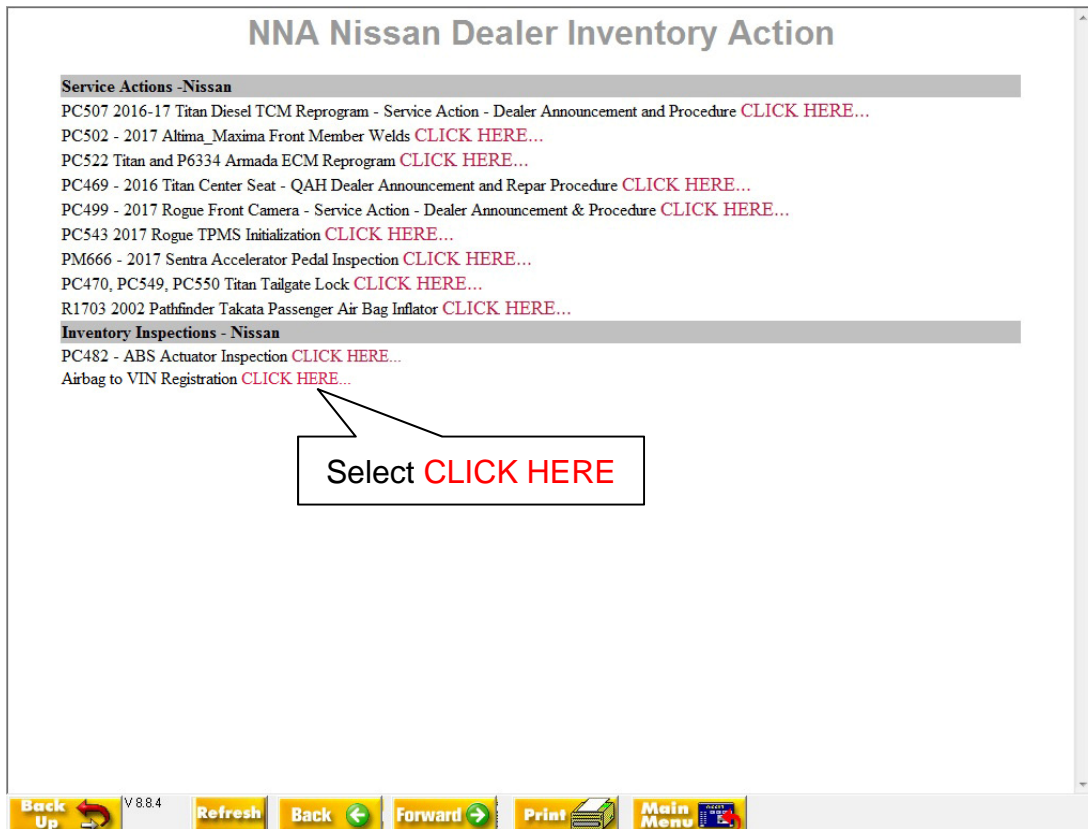 NNA Nissan Dealer Inventory Action
Service Actions -Nissan
PC507 2016-17 Titan Diesel TCM Reprogram - Service Action - Dealer Announcement and Procedure CLICK HERE...
PC502 - 2017 Altima_Maxima Front Member Welds CLICK HERE...
PC522 Titan and P6334 Armada ECM Reprogram CLICK HERE...
PC469 - 2016 Titan Center Seat - QAH Dealer Announcement and Repar Procedure CLICK HERE...
PC499 - 2017 Rogue Front Camera - Service Action - Dealer Announcement & Procedure CLICK HERE...
PC543 2017 Rogue TPMS Initialization CLICK HERE...
PM666 - 2017 Sentra Accelerator Pedal Inspection CLICK HERE...
PC470, PC549, PC550 Titan Tailgate Lock CLICK HERE...
R1703 2002 Pathfinder Takata Passenger Air Bag Inflator CLICK HERE...
Inventory Inspections - Nissan
PC482 - ABS Actuator Inspection CLICK HERE...
Airbag to VIN Registration CLICK HERE...
Select CLICK HERE
Back Up V 8.8.4 Refresh Back Forward Print Main Menu